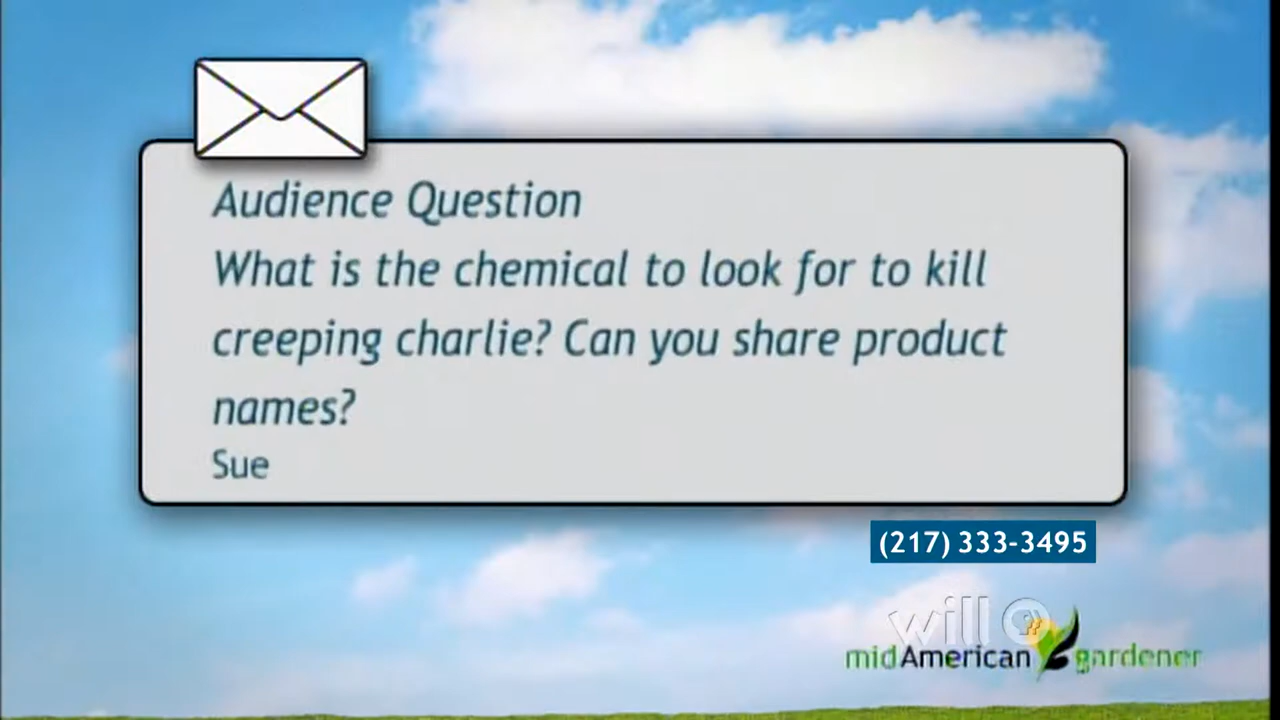 Audience Question
What is the chemical to look for to kill
creeping charlie? Can you share product
names?
Sue
(217) 333-3495
will
midAmerican gardener